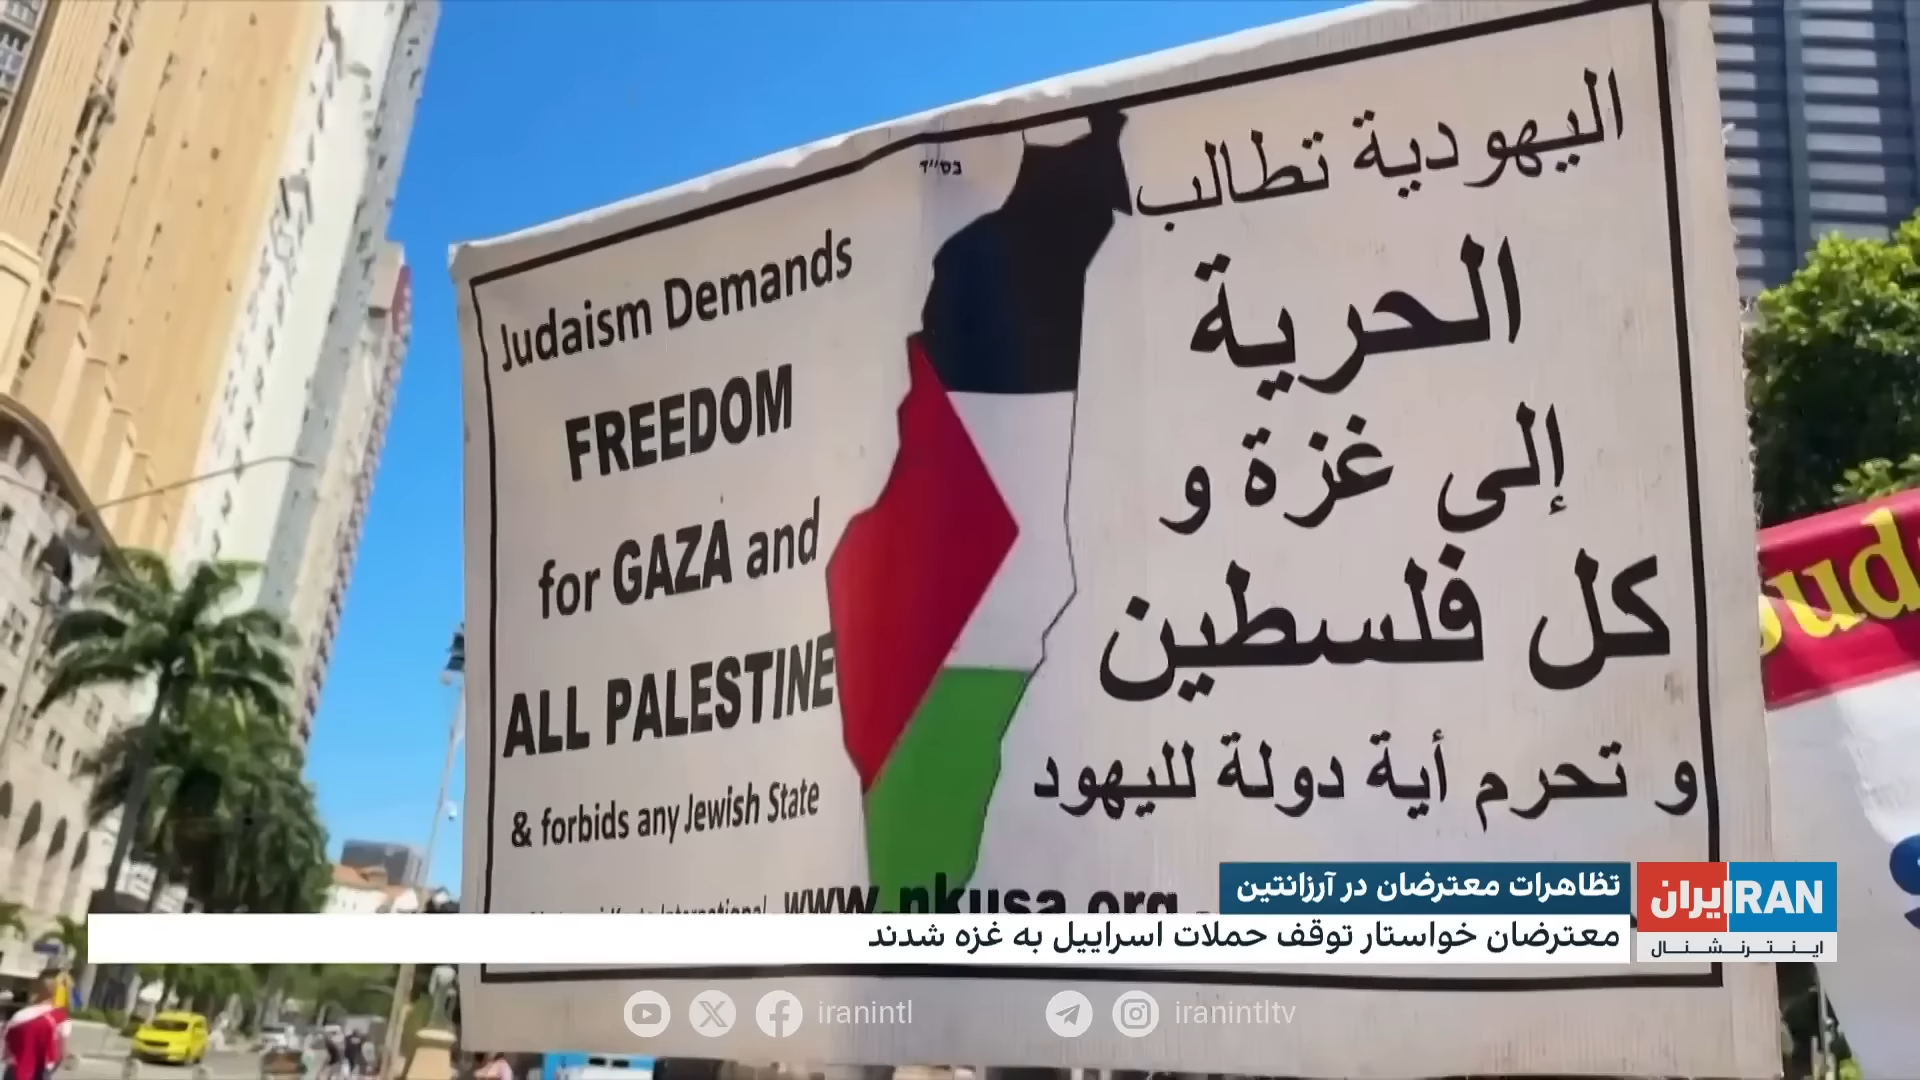 בס"ד
Judaism Demands
FREEDOM
for GAZA and
ALL PALESTINE
& forbids any Jewish State
اليهودية تطالب
الحرية
إلى غزة و
كل فلسطين
و تحرم أية دولة لليهود
www.nkusa.org
تظاهرات معترضان در آرژانتین
معترضان خواستار توقف حملات اسراییل به غزه شدند
ایران IRAN
اینترنشنال
iranintl
iranintltv